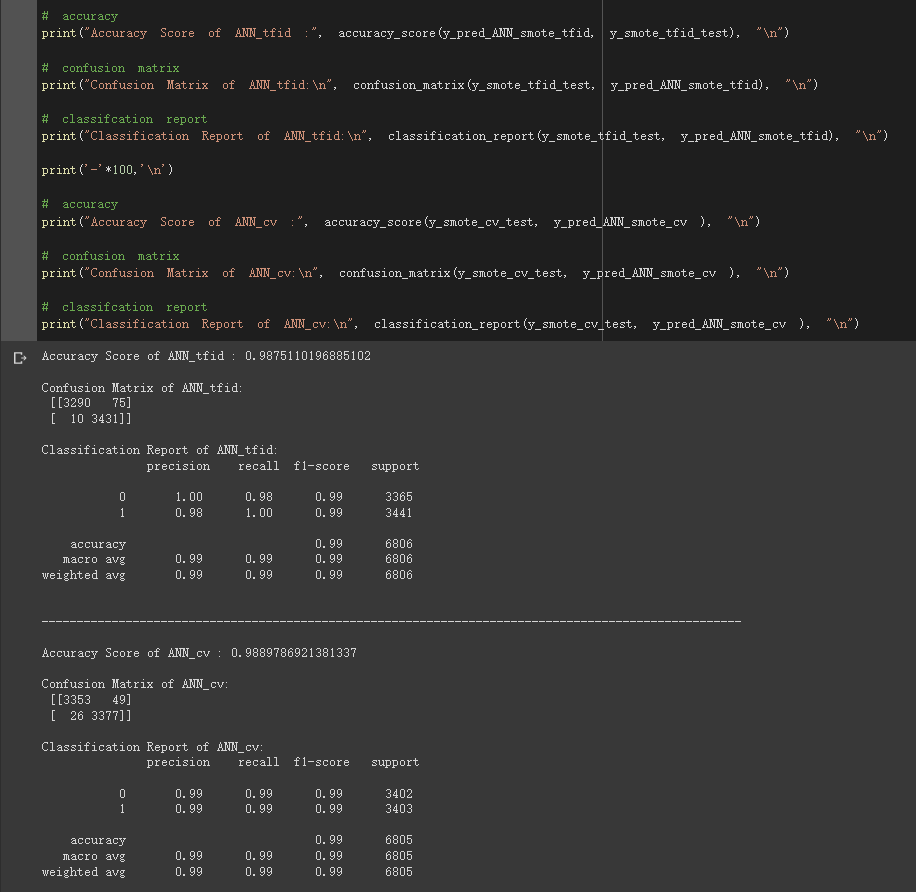 # accuracy
print("Accuracy Score of ANN_tfid :", accuracy_score(y_pred_ANN_smote_tfid, y_smote_tfid_test), "\n")
# confusion matrix
print("Confusion Matrix of ANN_tfid:\n", confusion_matrix(y_smote_tfid_test, y_pred_ANN_smote_tfid), "\n")
# classifcation report
print("Classification Report of ANN_tfid:\n", classification_report(y_smote_tfid_test, y_pred_ANN_smote_tfid), "\n")
print('-'*100,'\n')
# accuracy
print("Accuracy Score of ANN_cv :", accuracy_score(y_smote_cv_test, y_pred_ANN_smote_cv ), "\n")
# confusion matrix
print("Confusion Matrix of ANN_cv:\n", confusion_matrix(y_smote_cv_test, y_pred_ANN_smote_cv ), "\n")
# classifcation report
print("Classification Report of ANN_cv:\n", classification_report(y_smote_cv_test, y_pred_ANN_smote_cv ), "\n")
Accuracy Score of ANN_tfid : 0.9875110196885102
Confusion Matrix of ANN_tfid:
[[3290 75]
[ 10 3431]]
Classification Report of ANN_tfid:
precision recall f1-score support
0 1.00 0.98 0.99 3365
1 0.98 1.00 0.99 3441
accuracy 0.99 6806
macro avg 0.99 0.99 0.99 6806
weighted avg 0.99 0.99 0.99 6806
----------------------------------------------------------------------------------------------------
Accuracy Score of ANN_cv : 0.9889786921381337
Confusion Matrix of ANN_cv:
[[3353 49]
[ 26 3377]]
Classification Report of ANN_cv:
precision recall f1-score support
0 0.99 0.99 0.99 3402
1 0.99 0.99 0.99 3403
accuracy 0.99 6805
macro avg 0.99 0.99 0.99 6805
weighted avg 0.99 0.99 0.99 6805